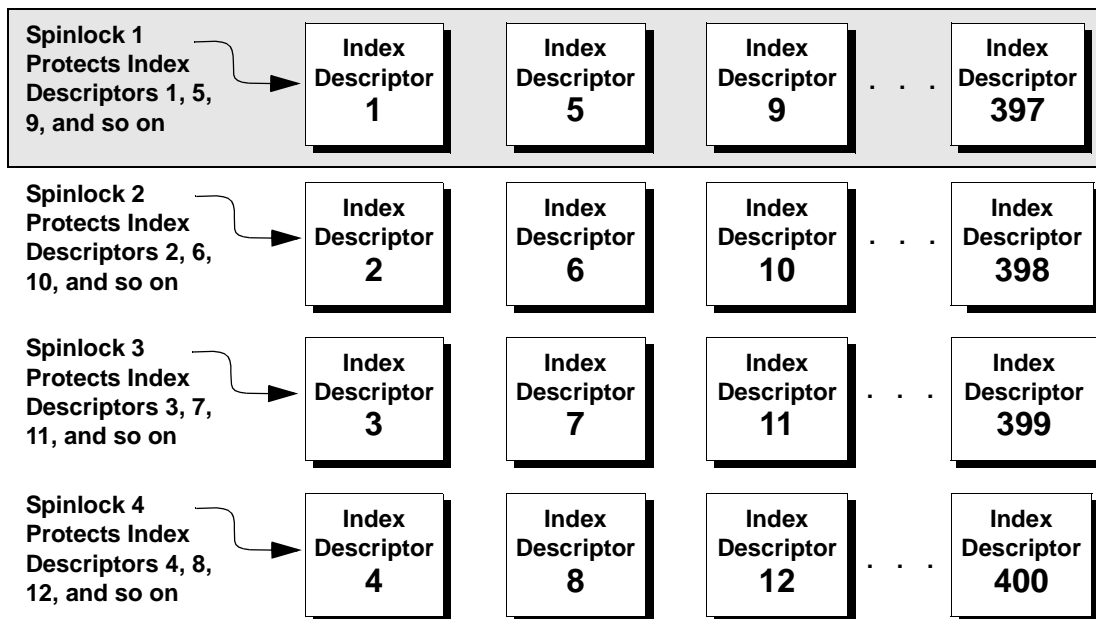 Spinlock 1
Protects Index
Descriptors 1, 5,
9, and so on
Index
Descriptor
1
Index
Descriptor
5
Index
Descriptor
9
. . .
Index
Descriptor
397
Spinlock 2
Protects Index
Descriptors 2, 6,
10, and so on
Index
Descriptor
2
Index
Descriptor
6
Index
Descriptor
10
. . .
Index
Descriptor
398
Spinlock 3
Protects Index
Descriptors 3, 7,
11, and so on
Index
Descriptor
3
Index
Descriptor
7
Index
Descriptor
11
. . .
Index
Descriptor
399
Spinlock 4
Protects Index
Descriptors 4, 8,
12, and so on
Index
Descriptor
4
Index
Descriptor
8
Index
Descriptor
12
. . .
Index
Descriptor
400